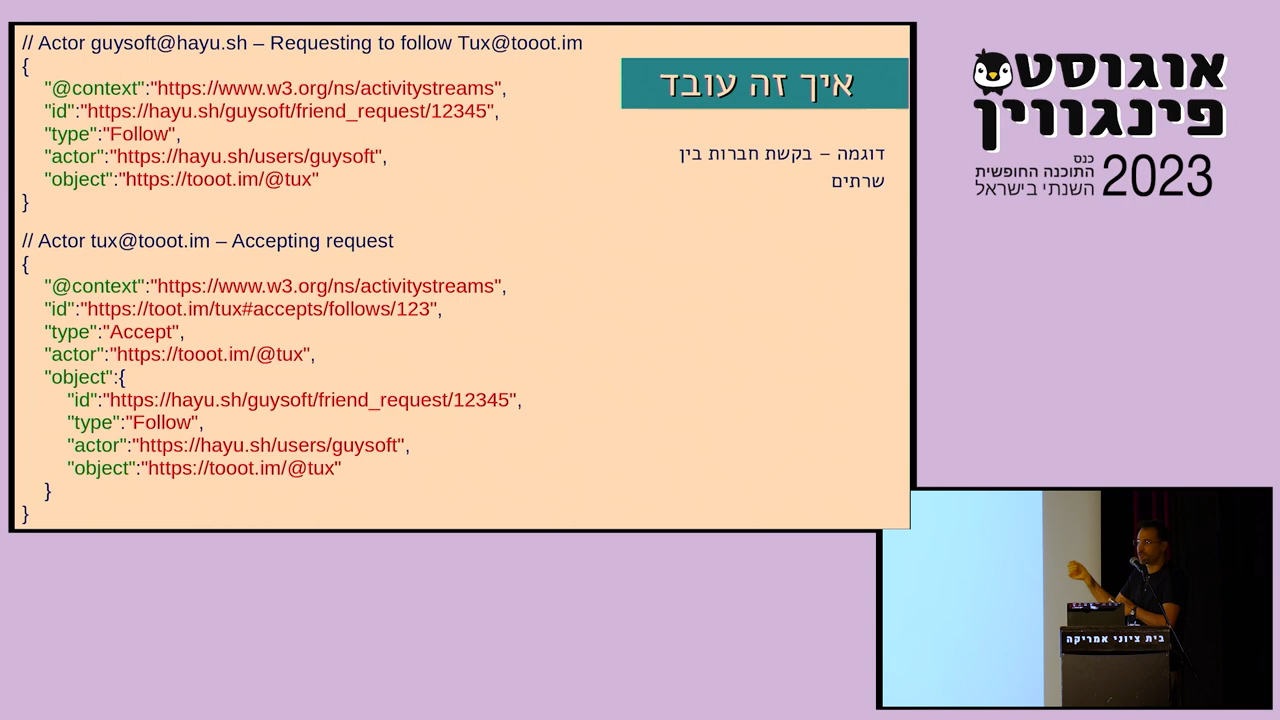 // Actor guysoft@hayu.sh – Requesting to follow Tux@tooot.im
{
"@context":"https://www.w3.org/ns/activitystreams",
"id":"https://hayu.sh/guysoft/friend_request/12345",
"type":"Follow",
"actor":"https://hayu.sh/users/guysoft",
"object":"https://tooot.im/@tux"
}
// Actor tux@tooot.im – Accepting request
{
"@context":"https://www.w3.org/ns/activitystreams",
"id":"https://toot.im/tux#accepts/follows/123",
"type":"Accept",
"actor":"https://tooot.im/@tux",
"object":{
"id":"https://hayu.sh/guysoft/friend_request/12345",
"type":"Follow",
"actor":"https://hayu.sh/users/guysoft",
"object":"https://tooot.im/@tux"
}
}
איך זה עובד
דוגמה – בקשת חברות בין
שרתים
אוגוסט
פינגווין
כנס
התוכנה החופשית
השנתי בישראל
2023
בית ציוני אמריקה